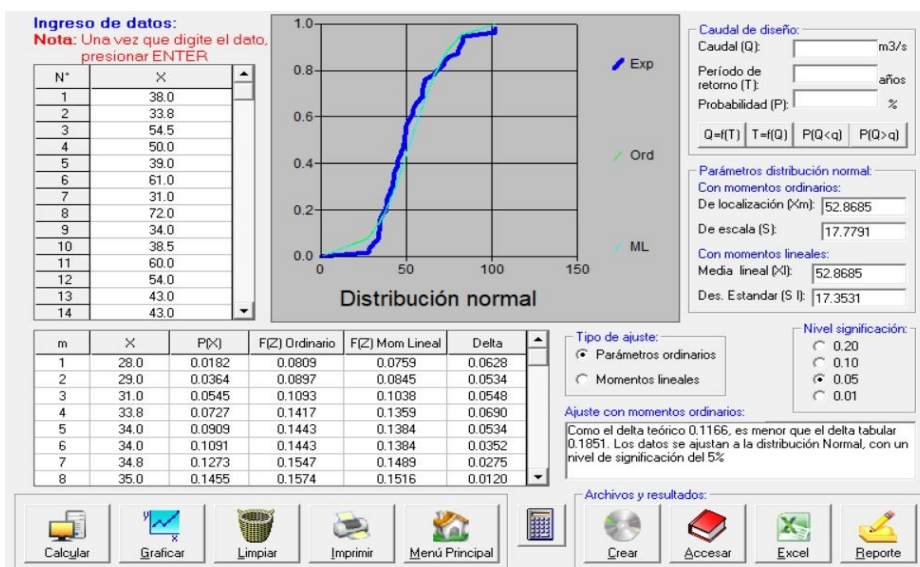 Ingreso de datos:
Nota: Una vez que digite el dato,
presionar ENTER
N° X
1 38.0
2 33.8
3 54.5
4 50.0
5 39.0
6 61.0
7 31.0
8 72.0
9 34.0
10 38.5
11 60.0
12 54.0
13 43.0
14 43.0
1.0
0.8
0.6
0.4
0.2
0.0
0 50 100 150
Distribución normal
Exp
Ord
ML
Caudal de diseño:
Caudal (Q): m3/s
Período de
retorno (T): años
Probabilidad (P): %
Q=f(T) T=f(Q) P(Q<q) P(Q>q)
Parámetros distribución normal:
Con momentos ordinarios:
De localización (Xm): 52.8685
De escala (S): 17.7791
Con momentos lineales:
Media lineal (Xl): 52.8685
Des. Estandar (S l): 17.3531
m X P(X) F(Z) Ordinario F(Z) Mom Lineal Delta
1 28.0 0.0182 0.0809 0.0759 0.0628
2 29.0 0.0364 0.0897 0.0845 0.0534
3 31.0 0.0545 0.1093 0.1038 0.0548
4 33.8 0.0727 0.1417 0.1359 0.0690
5 34.0 0.0909 0.1443 0.1384 0.0534
6 34.0 0.1091 0.1443 0.1384 0.0352
7 34.8 0.1273 0.1547 0.1489 0.0275
8 35.0 0.1455 0.1574 0.1516 0.0120
Tipo de ajuste:
Parámetros ordinarios
Momentos lineales
Nivel significación:
0.20
0.10
0.05
0.01
Ajuste con momentos ordinarios:
Como el delta teórico 0.1166, es menor que el delta tabular
0.1851. Los datos se ajustan a la distribución Normal, con un
nivel de significación del 5%
Calcular Graficar Limpiar Imprimir Menú Principal
Archivos y resultados:
Crear Accesar Excel Reporte